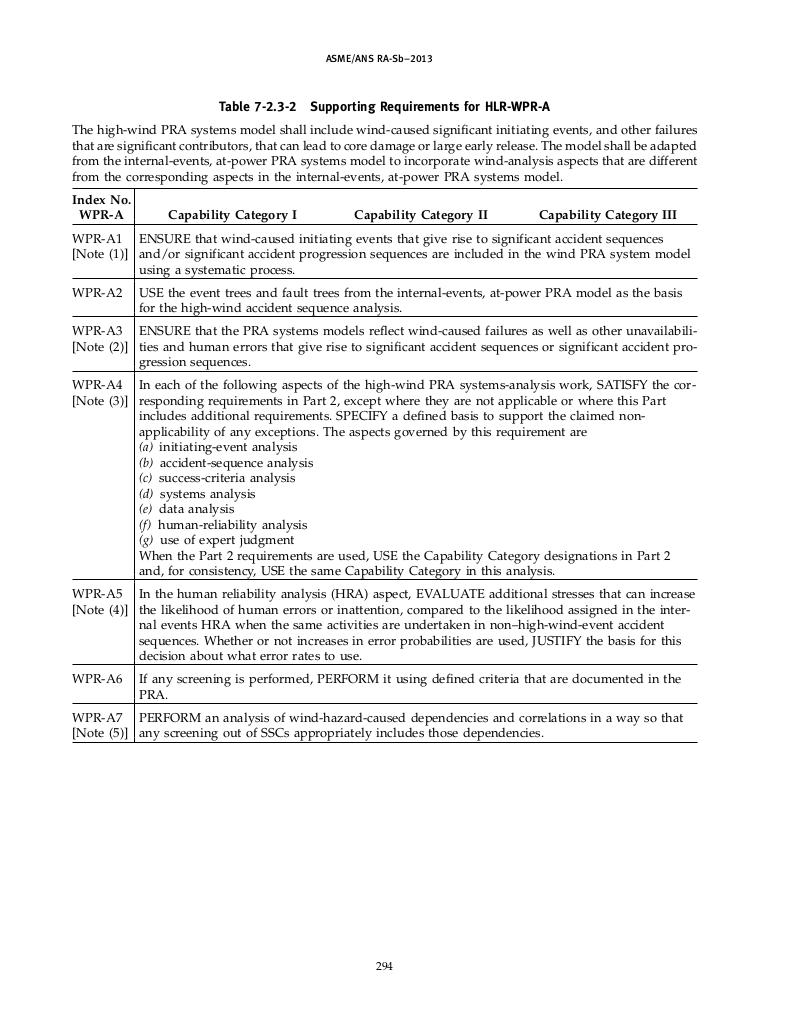 ASME/ANS RA-Sb–2013
Table 7-2.3-2 Supporting Requirements for HLR-WPR-A
The high-wind PRA systems model shall include wind-caused significant initiating events, and other failures
that are significant contributors, that can lead to core damage or large early release. The model shall be adapted
from the internal-events, at-power PRA systems model to incorporate wind-analysis aspects that are different
from the corresponding aspects in the internal-events, at-power PRA systems model.
Index No.
WPR-A Capability Category I Capability Category II Capability Category III
WPR-A1 ENSURE that wind-caused initiating events that give rise to significant accident sequences
[Note (1)] and/or significant accident progression sequences are included in the wind PRA system model
using a systematic process.
WPR-A2 USE the event trees and fault trees from the internal-events, at-power PRA model as the basis
for the high-wind accident sequence analysis.
WPR-A3 ENSURE that the PRA systems models reflect wind-caused failures as well as other unavailabili-
[Note (2)] ties and human errors that give rise to significant accident sequences or significant accident pro-
gression sequences.
WPR-A4 In each of the following aspects of the high-wind PRA systems-analysis work, SATISFY the cor-
[Note (3)] responding requirements in Part 2, except where they are not applicable or where this Part
includes additional requirements. SPECIFY a defined basis to support the claimed non-
applicability of any exceptions. The aspects governed by this requirement are
(a) initiating-event analysis
(b) accident-sequence analysis
(c) success-criteria analysis
(d) systems analysis
(e) data analysis
(f) human-reliability analysis
(g) use of expert judgment
When the Part 2 requirements are used, USE the Capability Category designations in Part 2
and, for consistency, USE the same Capability Category in this analysis.
WPR-A5 In the human reliability analysis (HRA) aspect, EVALUATE additional stresses that can increase
[Note (4)] the likelihood of human errors or inattention, compared to the likelihood assigned in the inter-
nal events HRA when the same activities are undertaken in non–high-wind-event accident
sequences. Whether or not increases in error probabilities are used, JUSTIFY the basis for this
decision about what error rates to use.
WPR-A6 If any screening is performed, PERFORM it using defined criteria that are documented in the
PRA.
WPR-A7 PERFORM an analysis of wind-hazard-caused dependencies and correlations in a way so that
[Note (5)] any screening out of SSCs appropriately includes those dependencies.
294